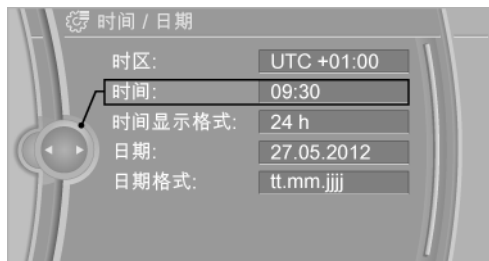 时间 / 日期
时区: UTC +01:00
时间: 09:30
时间显示格式: 24 h
日期: 27.05.2012
日期格式: tt.mm.jjjj